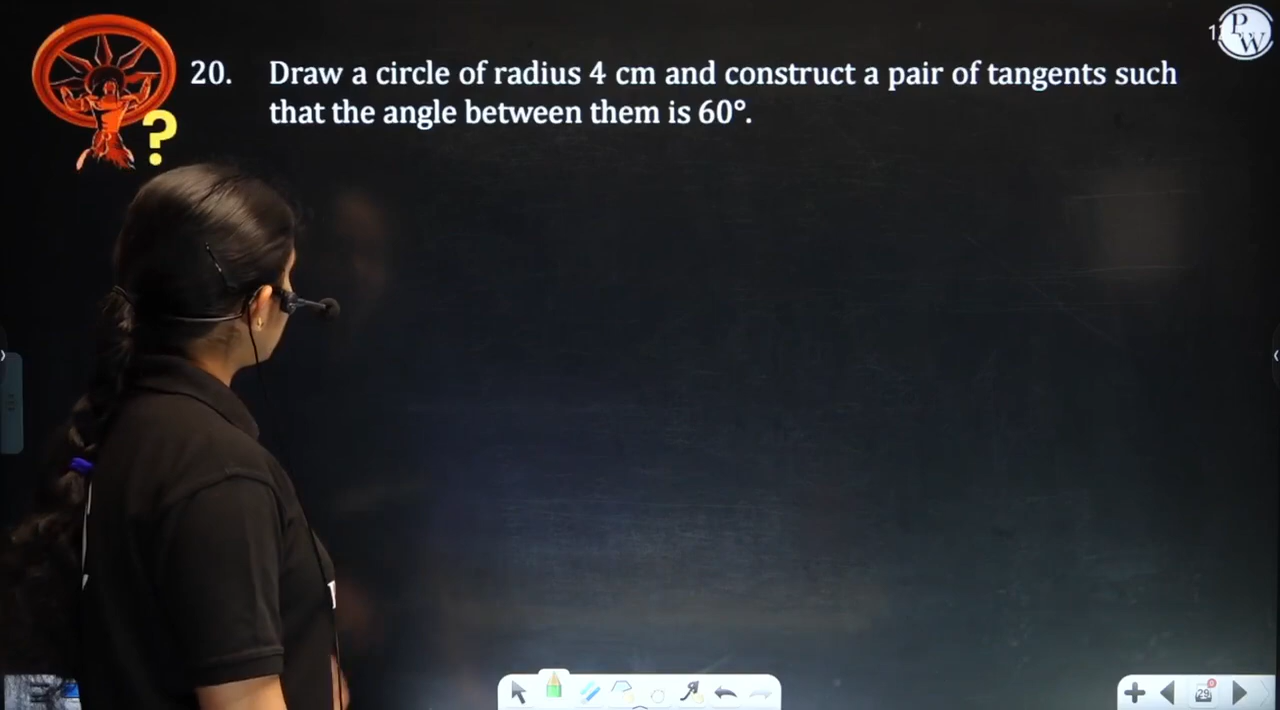 20. Draw a circle of radius 4 cm and construct a pair of tangents such
that the angle between them is 60°.
?
P
W
29